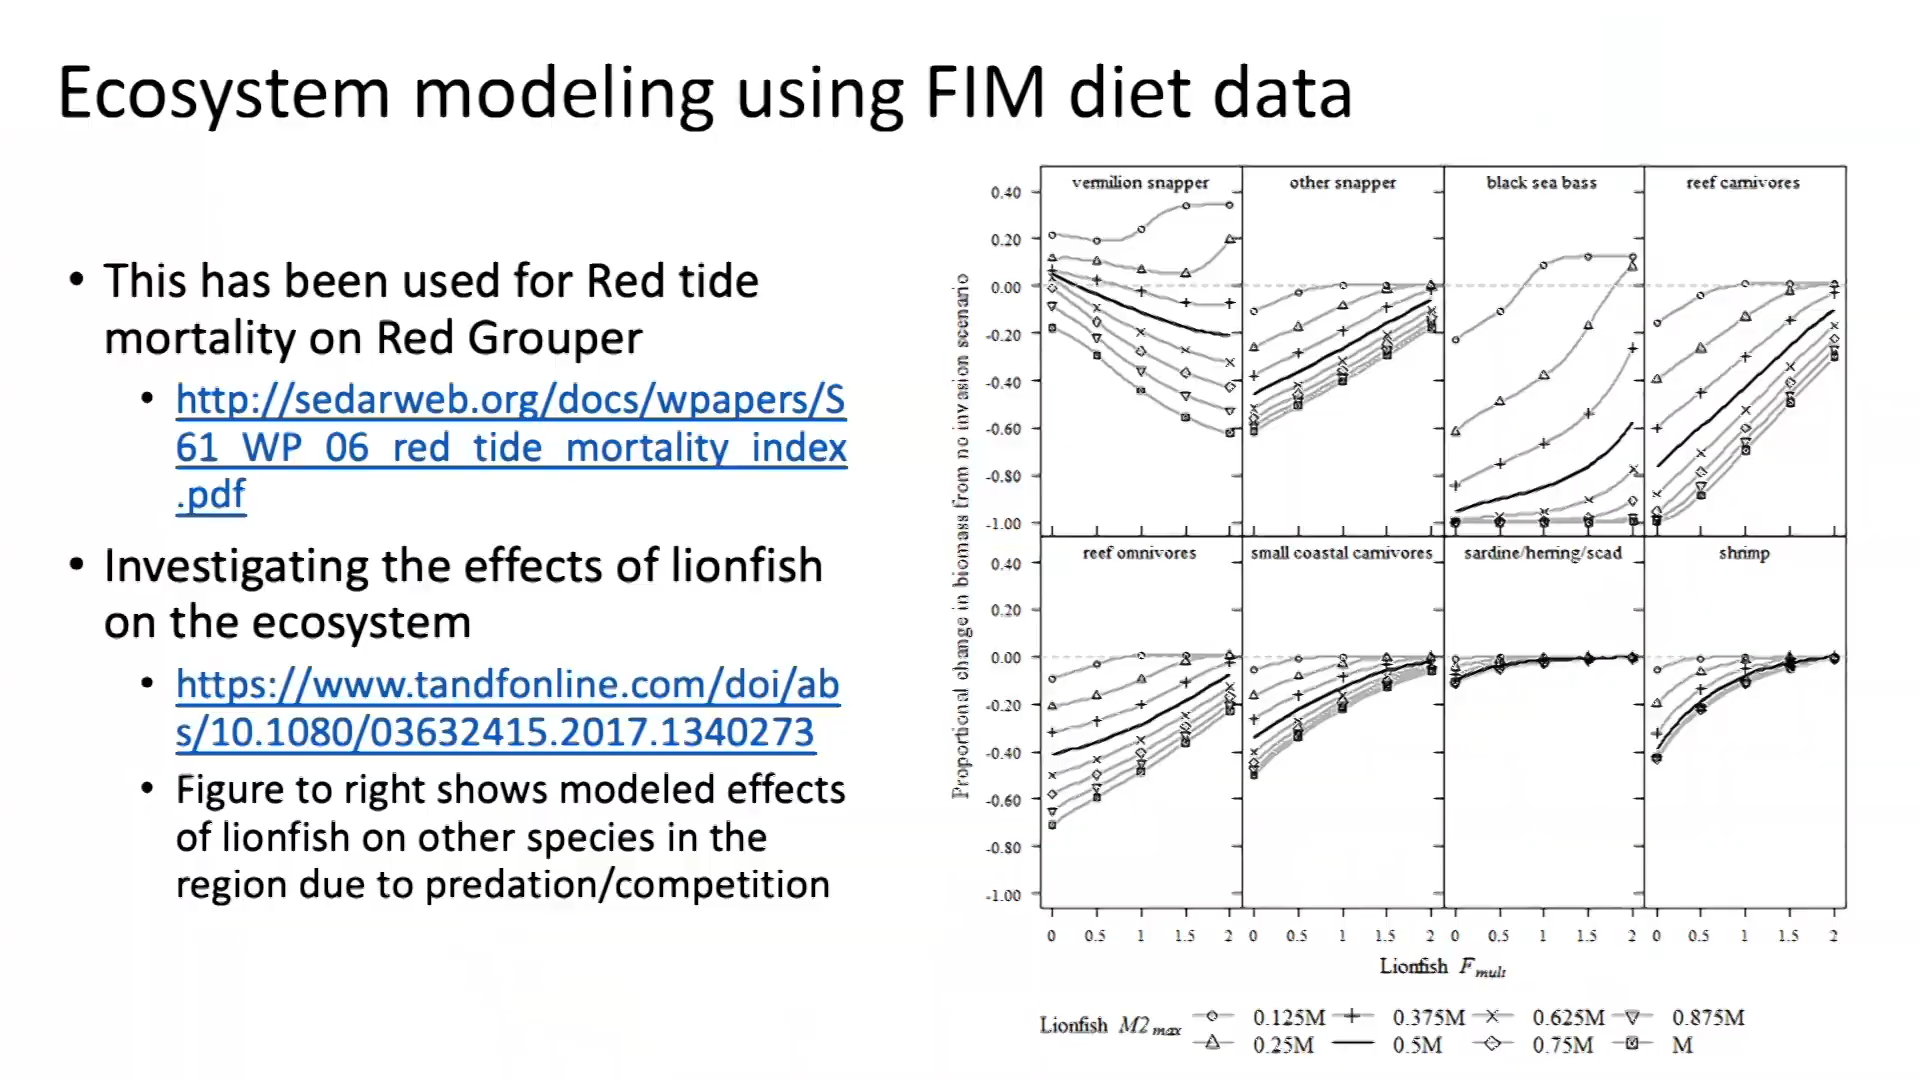 Ecosystem modeling using FIM diet data
• This has been used for Red tide
mortality on Red Grouper
• http://sedarweb.org/docs/wpapers/S
61_WP_06_red_tide_mortality_index
.pdf
• Investigating the effects of lionfish
on the ecosystem
• https://www.tandfonline.com/doi/ab
s/10.1080/03632415.2017.1340273
• Figure to right shows modeled effects
of lionfish on other species in the
region due to predation/competition
Proportional change in biomass from no invasion scenario
vermilion snapper other snapper black sea bass reef carnivores
0.40
0.20
0.00
-0.20
-0.40
-0.60
-0.80
-1.00
reef omnivores small coastal carnivores sardine/herring/scad shrimp
0.40
0.20
0.00
-0.20
-0.40
-0.60
-0.80
-1.00
0 0.5 1 1.5 2 0 0.5 1 1.5 2 0 0.5 1 1.5 2 0 0.5 1 1.5 2
Lionfish Fmult
Lionfish M2max
0.125M 0.375M 0.625M 0.875M
0.25M 0.5M 0.75M M